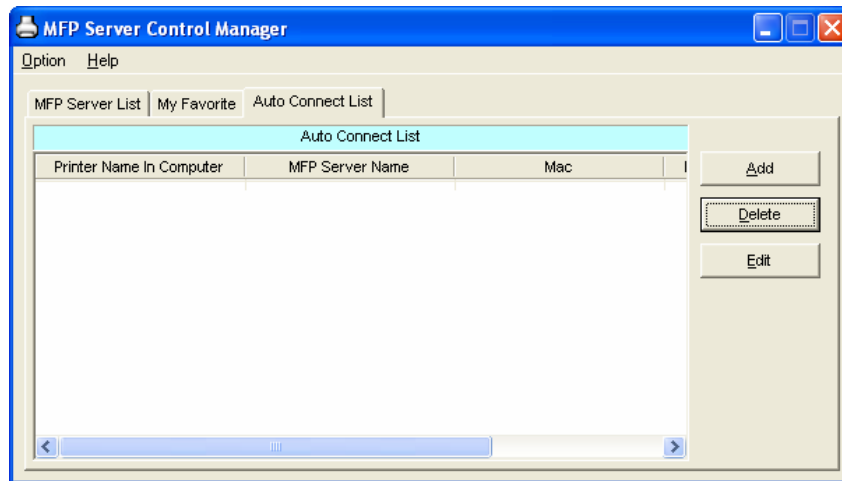 MFP Server Control Manager
Option Help
MFP Server List My Favorite Auto Connect List
Auto Connect List
Printer Name In Computer MFP Server Name Mac
Add
Delete
Edit